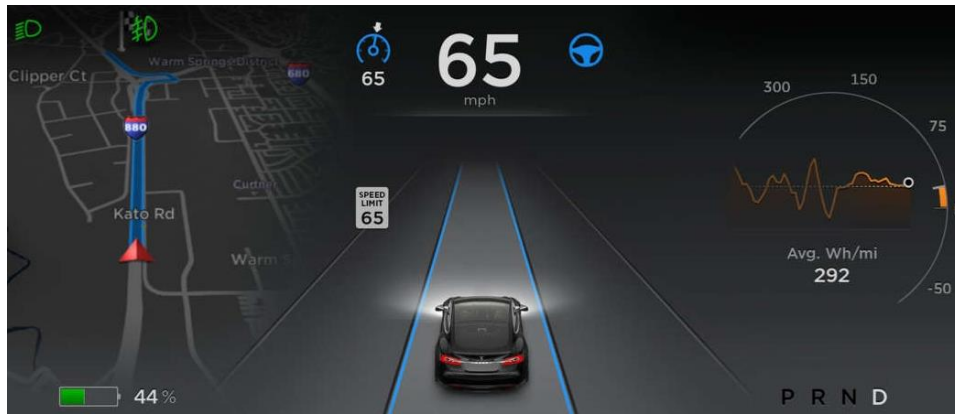 Clipper Ct
Warm Springs District
680
880
Curtner
Kato Rd
Warm S
44 %
65
65
mph
SPEED
LIMIT
65
300
150
75
-50
Avg. Wh/mi
292
P R N D